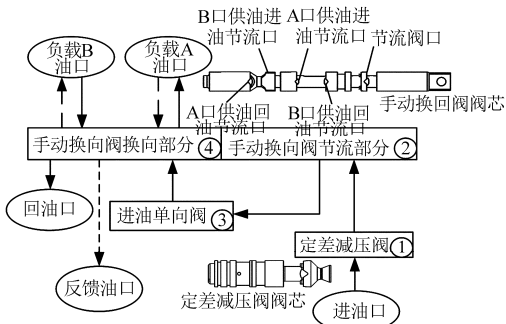 B口供油进
油节流口
A口供油进
油节流口
节流阀口
负载B
油口
负载A
油口
A口供油回
油节流口
B口供油回
油节流口
手动换回阀阀芯
手动换向阀换向部分④
手动换向阀节流部分②
回油口
进油单向阀③
定差减压阀①
反馈油口
定差减压阀阀芯
进油口